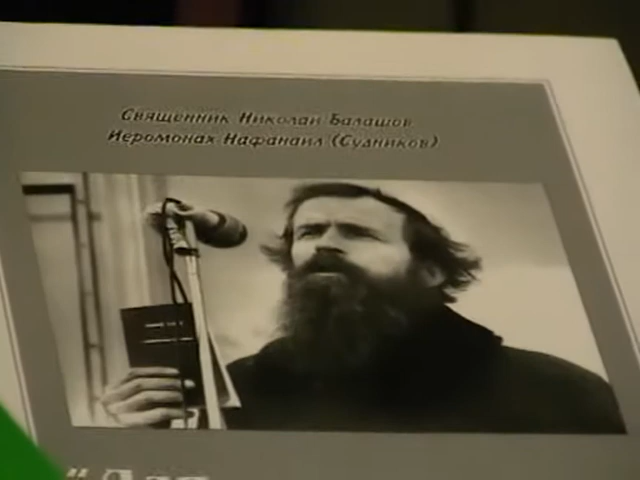 Священник Николай Балашов
Иеромонах Нафанаил (Судников)